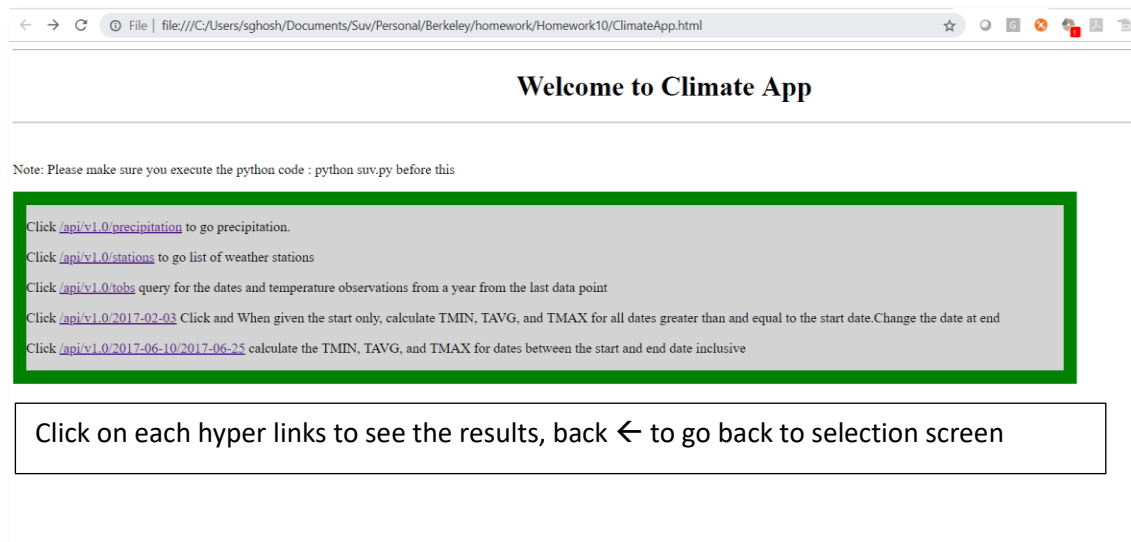 File | file:///C:/Users/sghosh/Documents/Suv/Personal/Berkeley/homework/Homework10/ClimateApp.html
Welcome to Climate App
Note: Please make sure you execute the python code : python suv.py before this
Click /api/v1.0/precipitation to go precipitation.
Click /api/v1.0/stations to go list of weather stations
Click /api/v1.0/tobs query for the dates and temperature observations from a year from the last data point
Click /api/v1.0/2017-02-03 Click and When given the start only, calculate TMIN, TAVG, and TMAX for all dates greater than and equal to the start date.Change the date at end
Click /api/v1.0/2017-06-10/2017-06-25 calculate the TMIN, TAVG, and TMAX for dates between the start and end date inclusive
Click on each hyper links to see the results, back ← to go back to selection screen